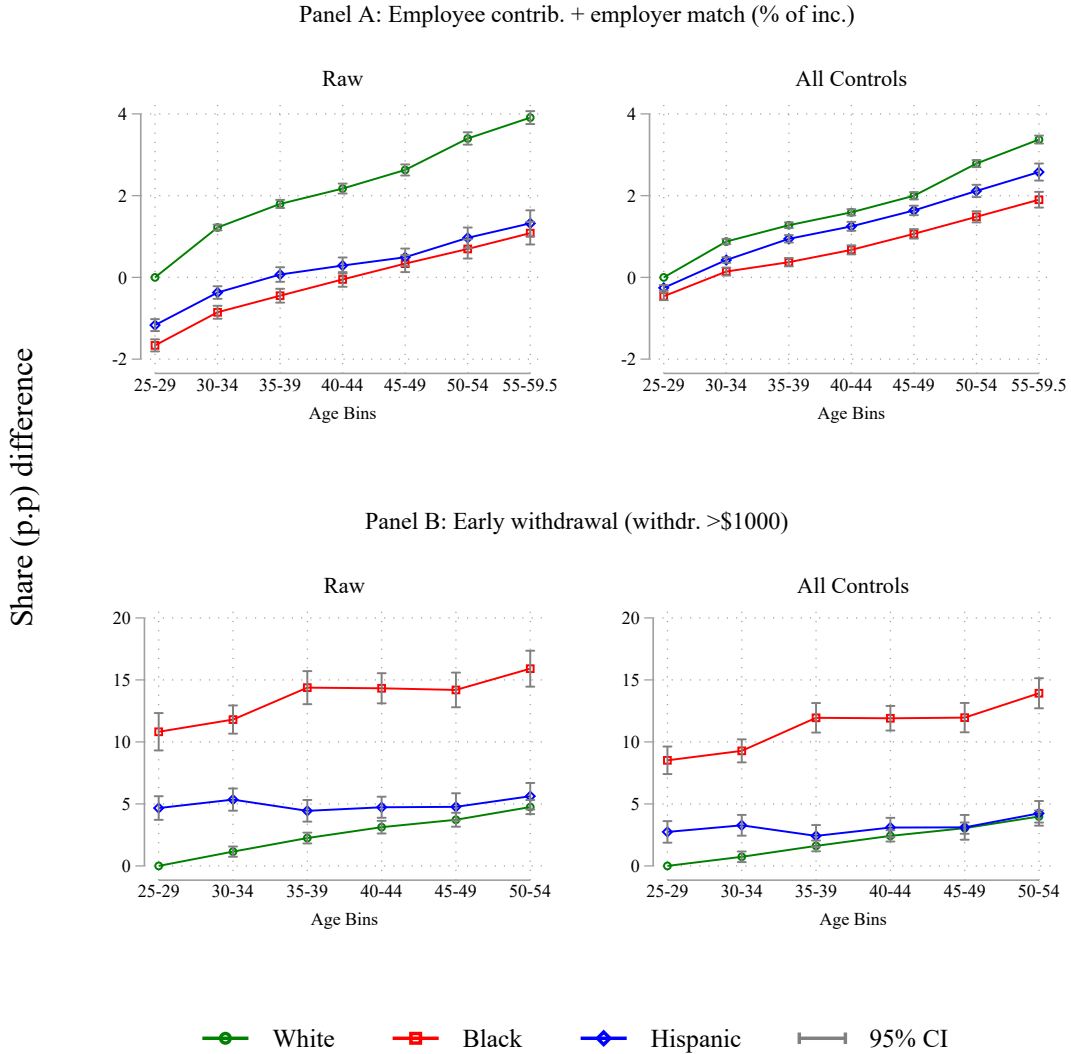 Panel A: Employee contrib. + employer match (% of inc.)
Raw
4
2
0
-2
25-29 30-34 35-39 40-44 45-49 50-54 55-59.5
Age Bins
All Controls
4
2
0
-2
25-29 30-34 35-39 40-44 45-49 50-54 55-59.5
Age Bins
Share (p.p) difference
Panel B: Early withdrawal (withdr. >$1000)
Raw
20
15
10
5
0
25-29 30-34 35-39 40-44 45-49 50-54
Age Bins
All Controls
20
15
10
5
0
25-29 30-34 35-39 40-44 45-49 50-54
Age Bins
White Black Hispanic 95% CI